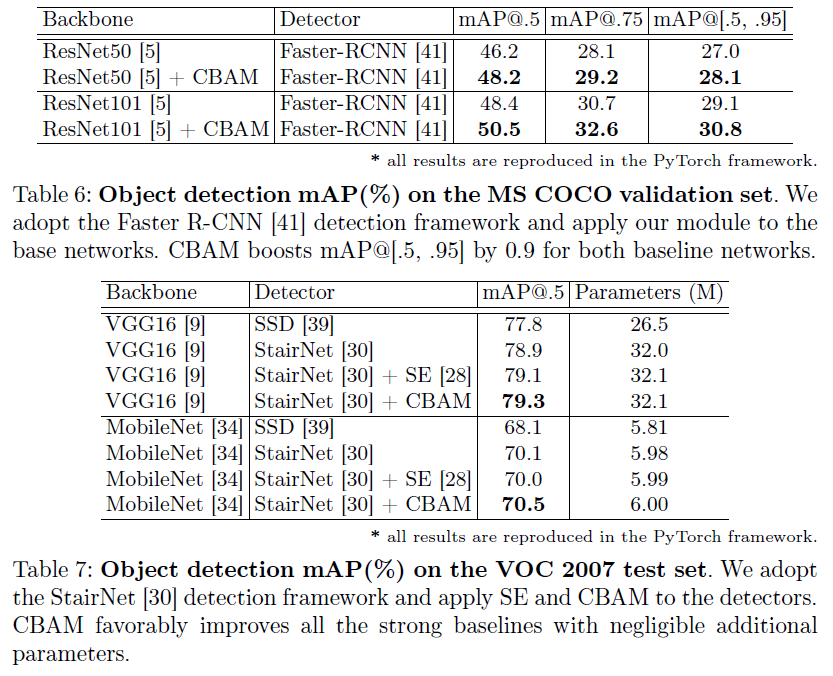 Backbone Detector mAP@.5 mAP@.75 mAP@[.5, .95]
ResNet50 [5] Faster-RCNN [41] 46.2 28.1 27.0
ResNet50 [5] + CBAM Faster-RCNN [41] 48.2 29.2 28.1
ResNet101 [5] Faster-RCNN [41] 48.4 30.7 29.1
ResNet101 [5] + CBAM Faster-RCNN [41] 50.5 32.6 30.8
* all results are reproduced in the PyTorch framework.
Table 6: Object detection mAP(%) on the MS COCO validation set. We
adopt the Faster R-CNN [41] detection framework and apply our module to the
base networks. CBAM boosts mAP@[.5, .95] by 0.9 for both baseline networks.
Backbone Detector mAP@.5 Parameters (M)
VGG16 [9] SSD [39] 77.8 26.5
VGG16 [9] StairNet [30] 78.9 32.0
VGG16 [9] StairNet [30] + SE [28] 79.1 32.1
VGG16 [9] StairNet [30] + CBAM 79.3 32.1
MobileNet [34] SSD [39] 68.1 5.81
MobileNet [34] StairNet [30] 70.1 5.98
MobileNet [34] StairNet [30] + SE [28] 70.0 5.99
MobileNet [34] StairNet [30] + CBAM 70.5 6.00
* all results are reproduced in the PyTorch framework.
Table 7: Object detection mAP(%) on the VOC 2007 test set. We adopt
the StairNet [30] detection framework and apply SE and CBAM to the detectors.
CBAM favorably improves all the strong baselines with negligible additional
parameters.